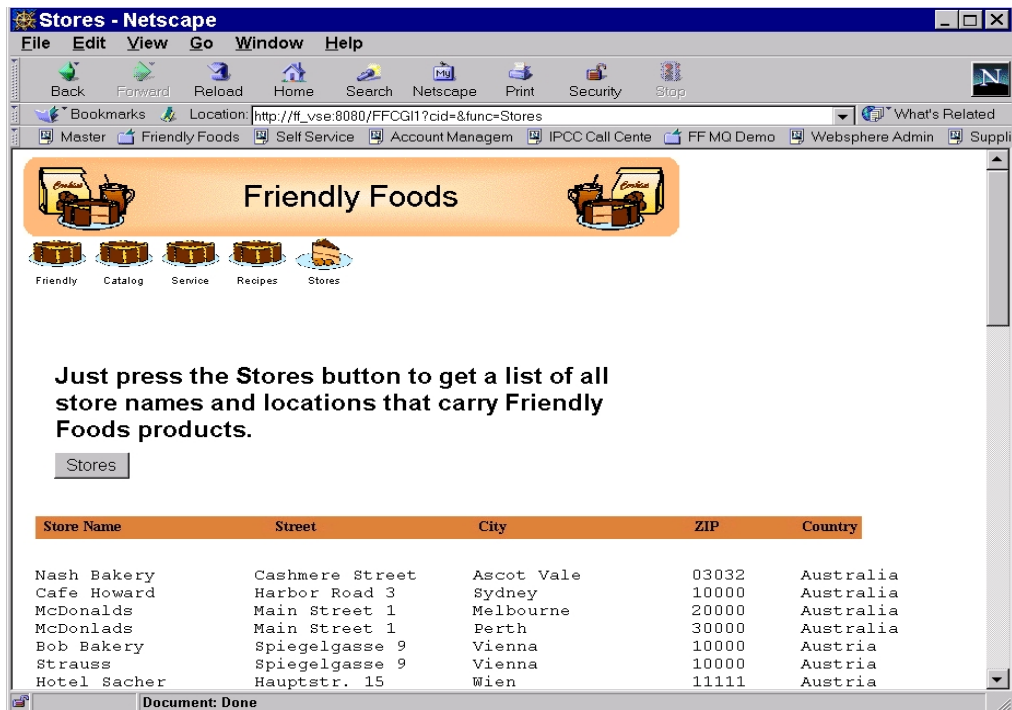 Stores - Netscape
File Edit View Go Window Help
Back Forward Reload Home Search Netscape Print Security Stop
My
N
Bookmarks Location: http://ff_vse:8080/FFCGI1?cid=&func=Stores What's Related
Master Friendly Foods Self Service Account Managem IPCC Call Cente FF MQ Demo Websphere Admin Suppli
Cookies Friendly Foods Cookies
Friendly Catalog Service Recipes Stores
Just press the Stores button to get a list of all
store names and locations that carry Friendly
Foods products.
Stores
Store Name Street City ZIP Country
Nash Bakery Cashmere Street Ascot Vale 03032 Australia
Cafe Howard Harbor Road 3 Sydney 10000 Australia
McDonalds Main Street 1 Melbourne 20000 Australia
McDonlads Main Street 1 Perth 30000 Australia
Bob Bakery Spiegelgasse 9 Vienna 10000 Austria
Strauss Spiegelgasse 9 Vienna 10000 Austria
Hotel Sacher Hauptstr. 15 Wien 11111 Austria
Document: Done